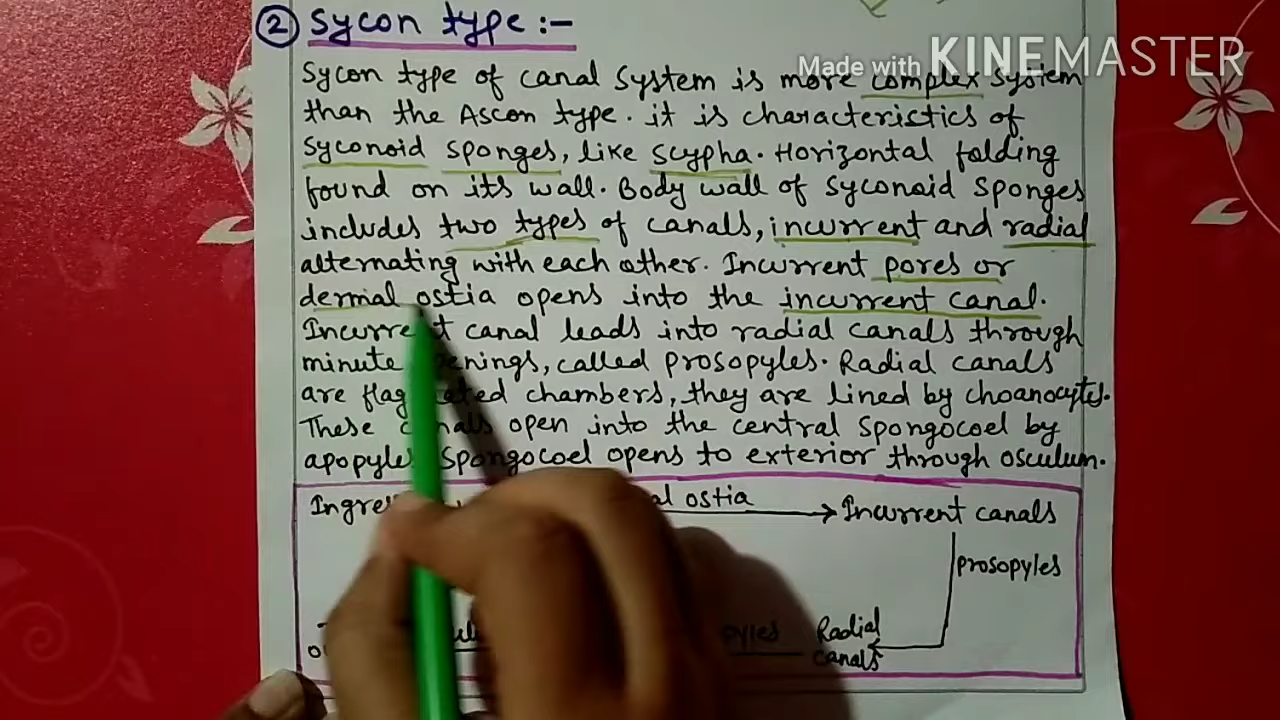 ② Sycon type :-
Made with KINEMASTER
Sycon type of canal system is more complex system
than the Ascon type. it is characteristics of
syconoid sponges, like scypha. Horizontal folding
found on its wall. Body wall of syconoid sponges
includes two types of canals, incurrent and radial
alternating with each other. Incurrent pores or
dermal ostia opens into the incurrent canal.
Incurrent canal leads into radial canals through
minute, called prosopyles. Radial canals
are chambers, they are lined by choanocytes.
These open into the central spongocoel by
spongocoel opens to exterior through osculum.
ostia Incurrent canals
prosopyles
Radial
canals